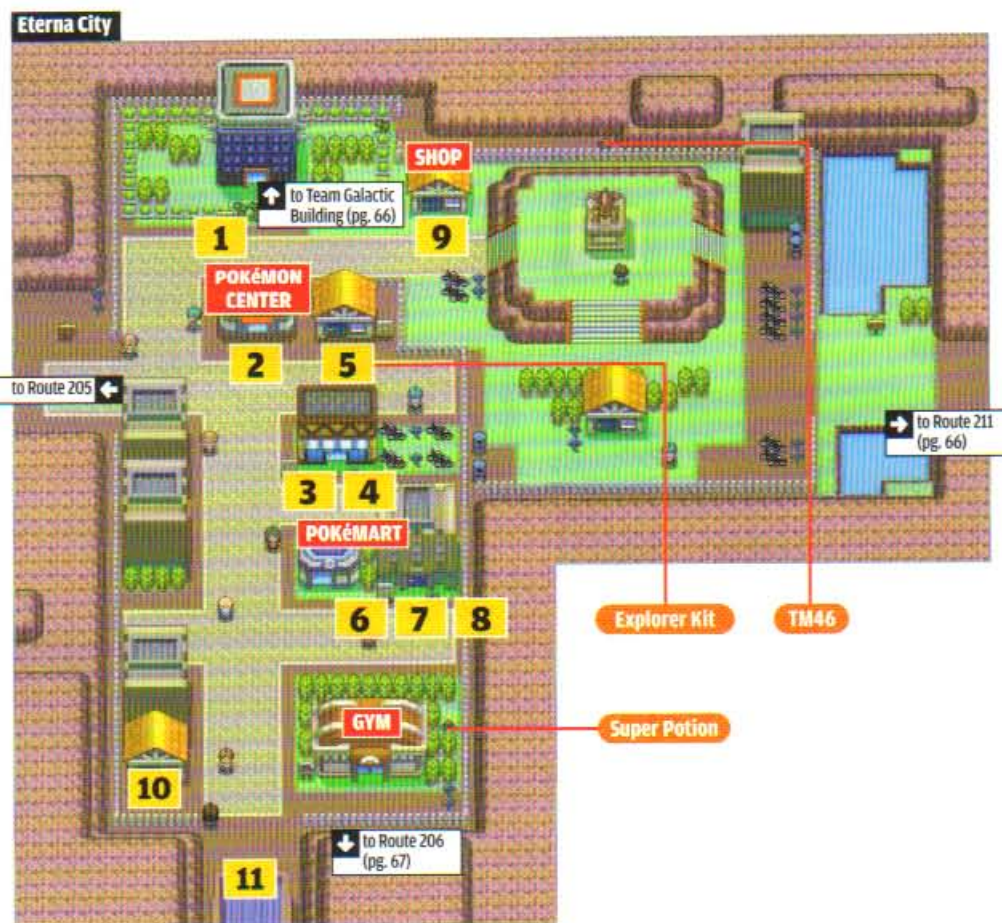 Eterna City
SHOP
to Team Galactic
Building (pg. 66)
1
9
POKéMON
CENTER
2
5
to Route 205
to Route 211
(pg. 66)
3
4
POKéMART
6
7
8
Explorer Kit
TM46
GYM
Super Potion
10
to Route 206
(pg. 67)
11